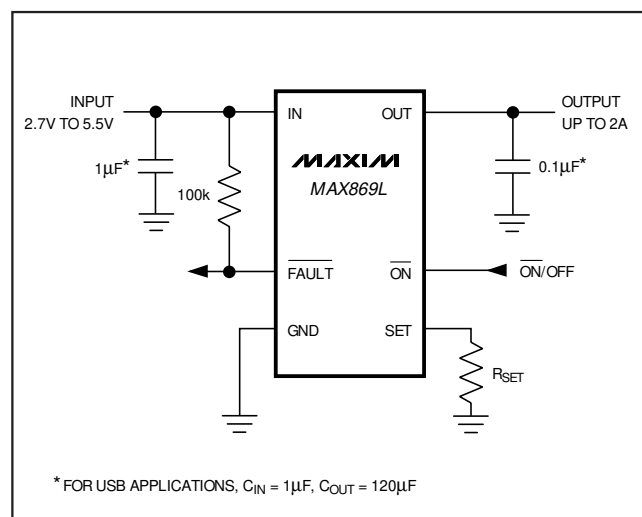 INPUT
2.7V TO 5.5V
1µF*
100k
IN
OUT
MAXIM
MAX869L
FAULT
ON
GND
SET
OUTPUT
UP TO 2A
0.1µF*
ON/OFF
RSET
* FOR USB APPLICATIONS, CIN = 1µF, COUT = 120µF